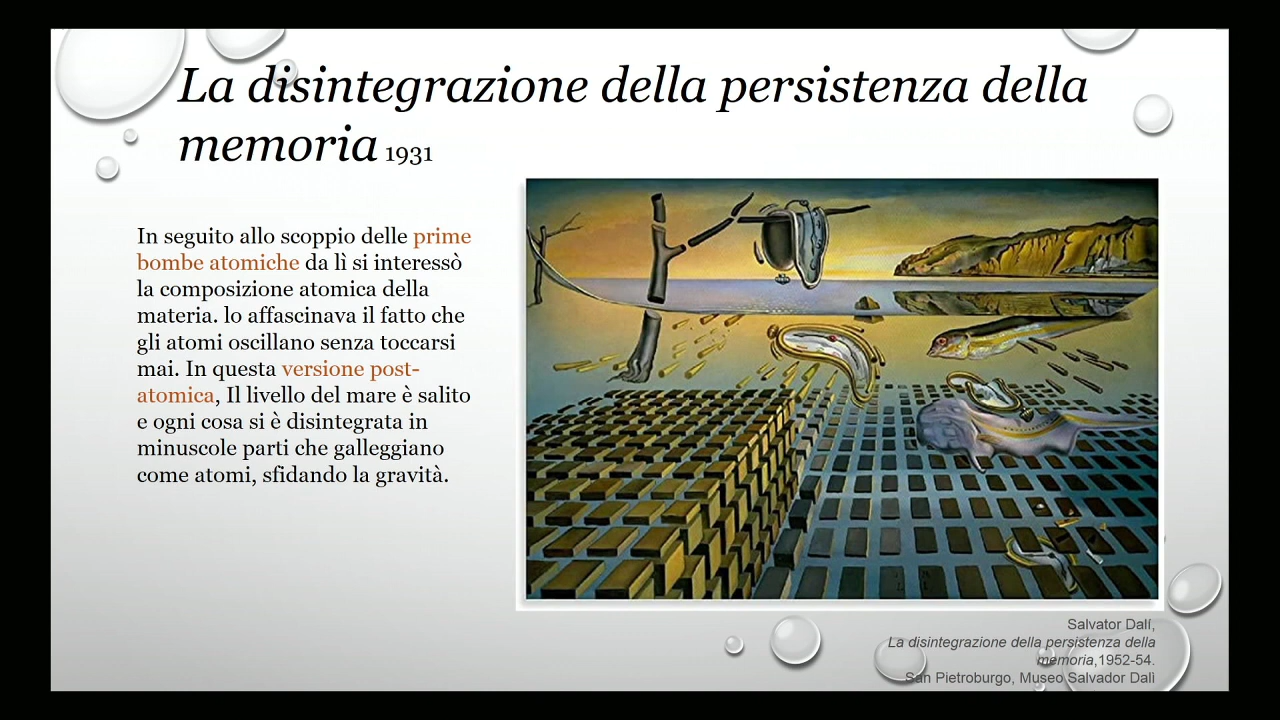 La disintegrazione della persistenza della
memoria 1931
In seguito allo scoppio delle prime
bombe atomiche da lì si interessò
la composizione atomica della
materia. lo affascinava il fatto che
gli atomi oscillano senza toccarsi
mai. In questa versione post-
atomica, Il livello del mare è salito
e ogni cosa si è disintegrata in
minuscole parti che galleggiano
come atomi, sfidando la gravità.
Salvator Dalí,
La disintegrazione della persistenza della
memoria,1952-54.
San Pietroburgo, Museo Salvador Dalì